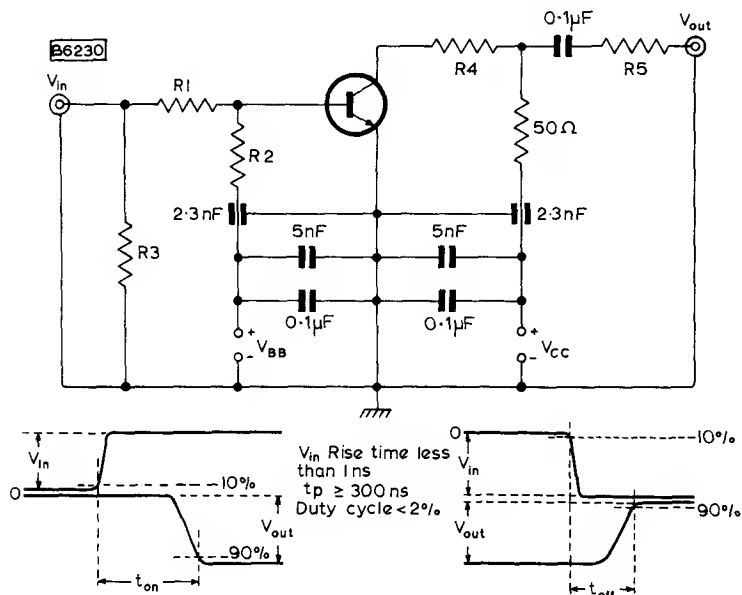 B6230
0·1µF
Vout
Vin
R1
R4
R5
R2
50Ω
R3
2·3nF
2·3nF
5nF
5nF
0·1µF
0·1µF
+
+
VBB
VCC
-
-
0
Vin
10%
0
Vout
90%
ton
Vin Rise time less
than 1ns
tp ≥ 300ns
Duty cycle<2%
0
10%
Vin
90%
Vout
toff